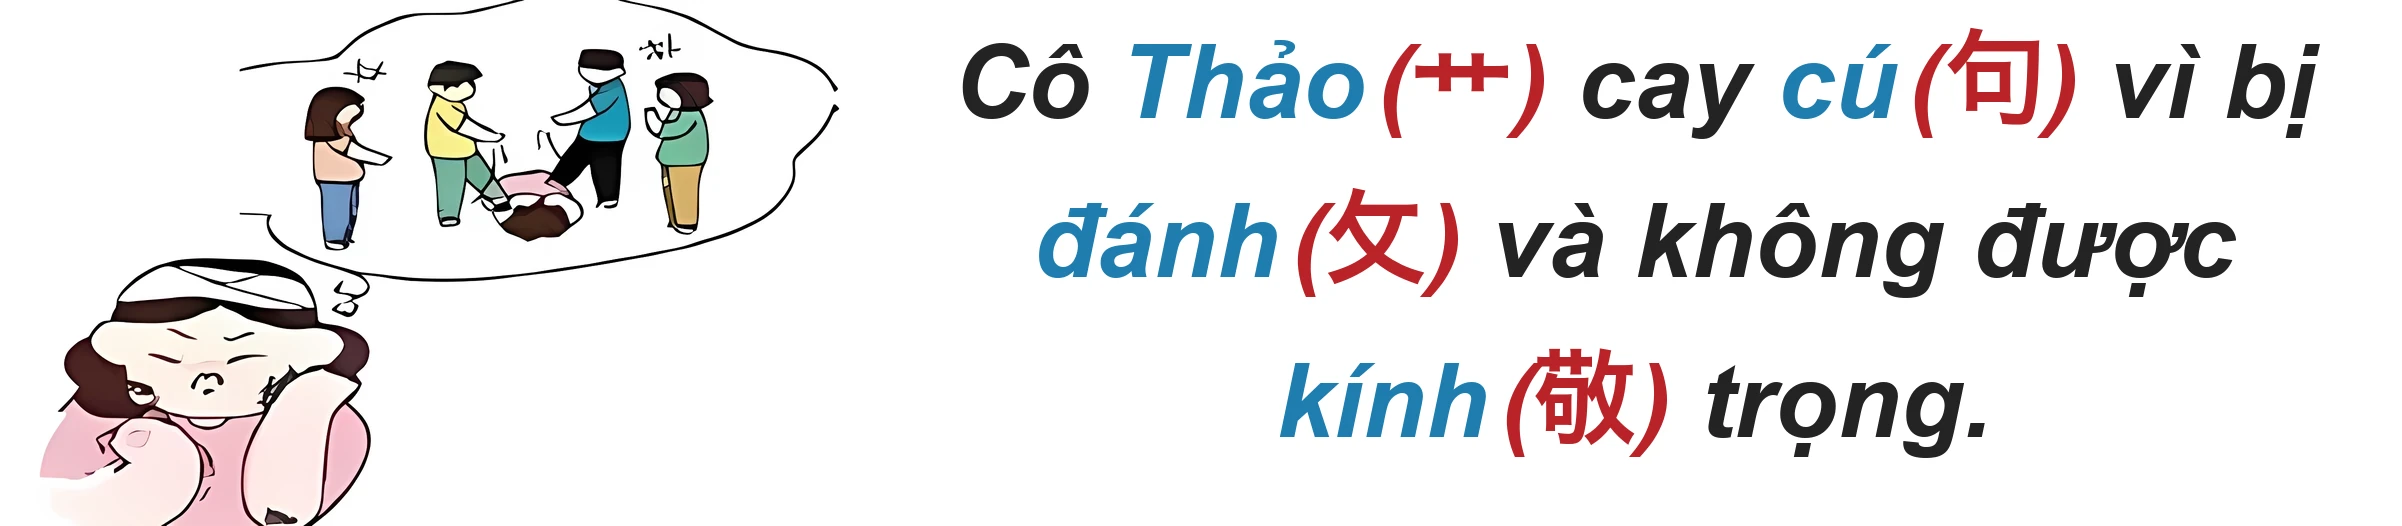 Cô Thảo(艹) cay cú(句) vì bị
đánh(攵) và không được
kính(敬) trọng.